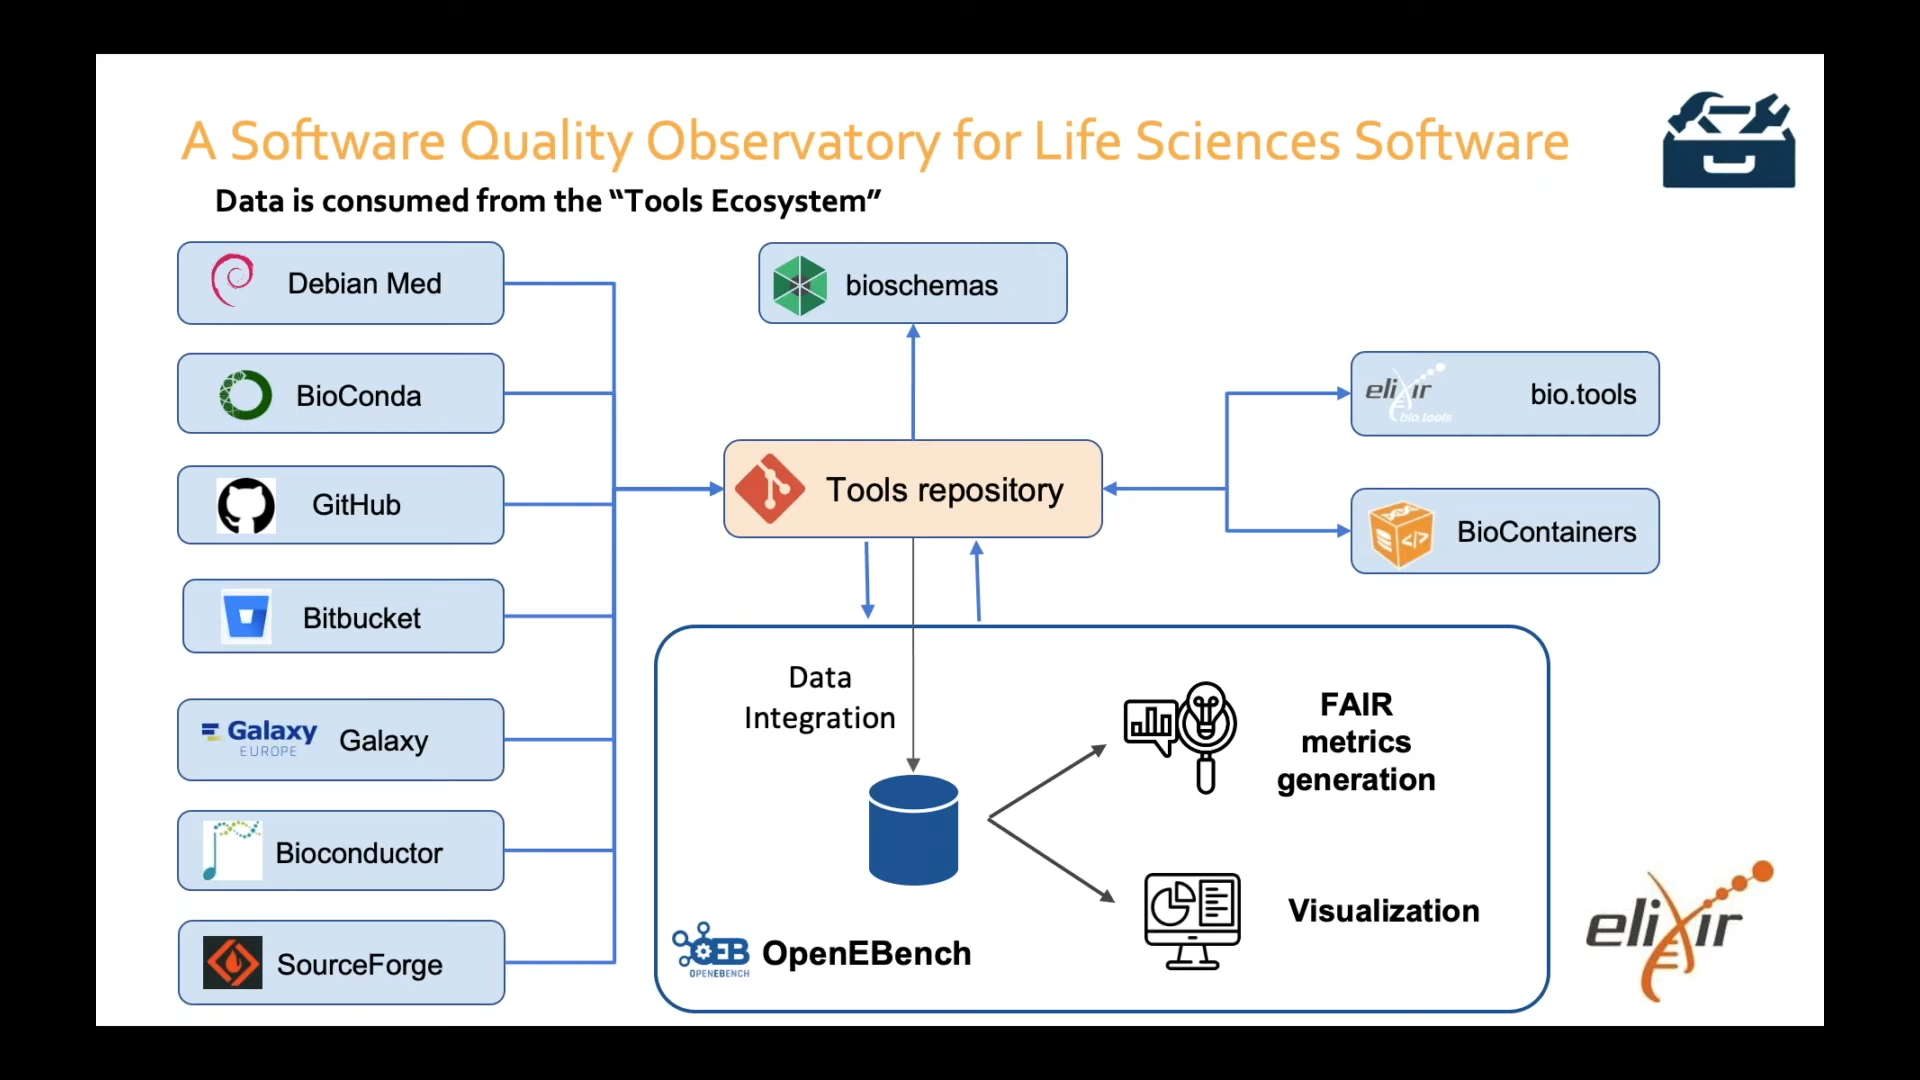 A Software Quality Observatory for Life Sciences Software
Data is consumed from the “Tools Ecosystem”
Debian Med
BioConda
GitHub
Bitbucket
Galaxy
EUROPE
Galaxy
Bioconductor
SourceForge
bioschemas
Tools repository
elixir
bio.tools
bio.tools
</>
BioContainers
Data
Integration
FAIR
metrics
generation
Visualization
OEB
OPENEBENCH
OpenEBench
elixir